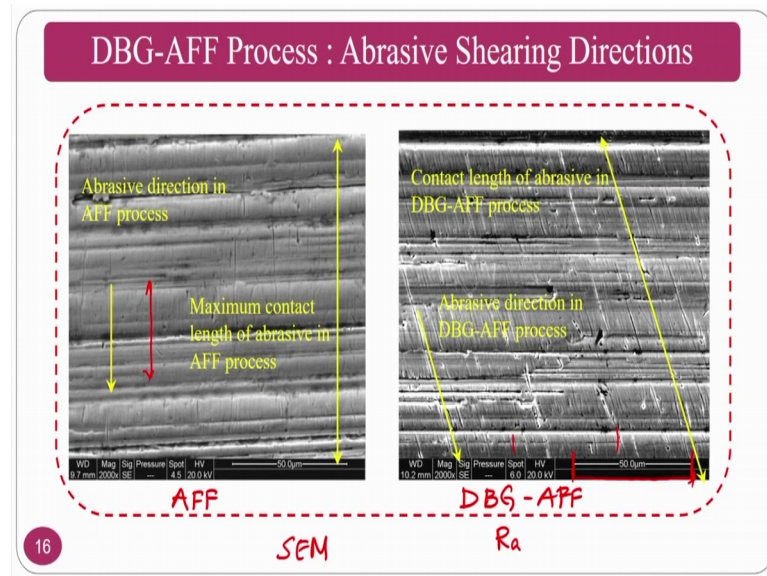 DBG-AFF Process : Abrasive Shearing Directions
Abrasive direction in
AFF process
Maximum contact
length of abrasive in
AFF process
WD Mag Sig Pressure Spot HV
9.7 mm 2000x SE --- 4.5 20.0 kV
50.0µm
Contact length of abrasive in
DBG-AFF process
Abrasive direction in
DBG-AFF process
WD Mag Sig Pressure Spot HV
10.2 mm 2000x SE --- 6.0 20.0 kV
50.0µm
AFF
DBG-AFF
SEM
Ra
16